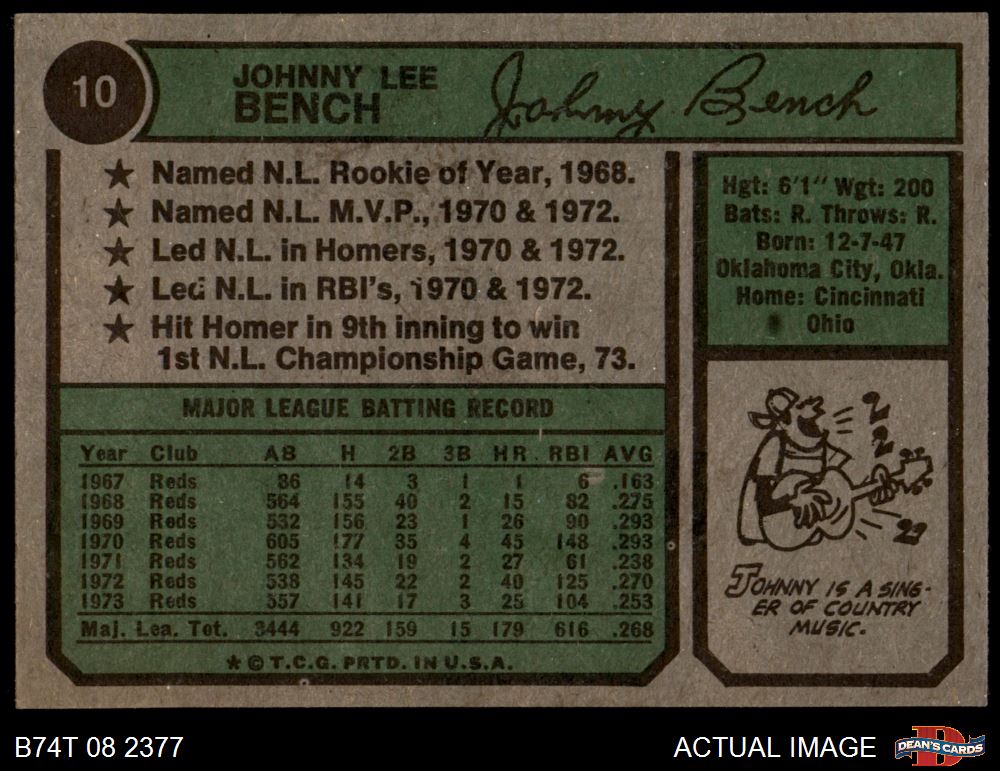 10
JOHNNY LEE
BENCH
Johnny Bench
★ Named N.L. Rookie of Year, 1968.
★ Named N.L. M.V.P., 1970 & 1972.
★ Led N.L. in Homers, 1970 & 1972.
★ Led N.L. in RBI's, 1970 & 1972.
★ Hit Homer in 9th inning to win
1st N.L. Championship Game, 73.
Hgt: 6'1" Wgt: 200
Bats: R. Throws: R.
Born: 12-7-47
Oklahoma City, Okla.
Home: Cincinnati
Ohio
MAJOR LEAGUE BATTING RECORD
Year Club AB H 2B 3B HR RBI AVG
1967 Reds 86 14 3 1 1 6 .163
1968 Reds 564 155 40 2 15 82 .275
1969 Reds 532 156 23 1 26 90 .293
1970 Reds 605 177 35 4 45 148 .293
1971 Reds 562 134 19 2 27 61 .238
1972 Reds 538 145 22 2 40 125 .270
1973 Reds 557 141 17 3 25 104 .253
Maj. Lea. Tot. 3444 922 159 15 179 616 .268
★ © T.C.G. PRTD. IN U.S.A.
JOHNNY IS A SING-
ER OF COUNTRY
MUSIC.
B74T 08 2377
ACTUAL IMAGE
DEAN'S CARDS